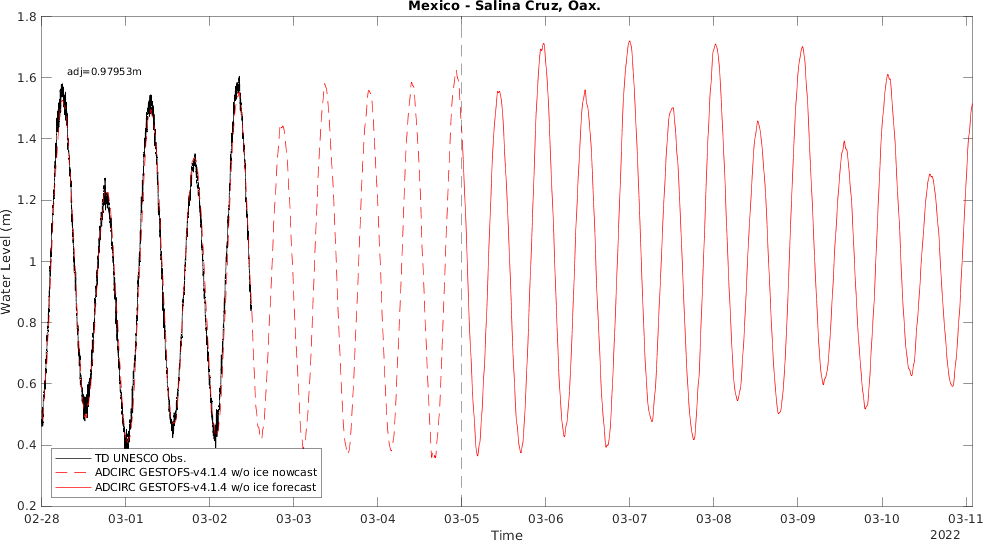 Mexico - Salina Cruz, Oax.
1.8
1.6
1.4
1.2
1
0.8
0.6
0.4
0.2
Water Level (m)
adj=0.97953m
TD UNESCO Obs.
ADCIRC GESTOFS-v4.1.4 w/o ice nowcast
ADCIRC GESTOFS-v4.1.4 w/o ice forecast
02-28 03-01 03-02 03-03 03-04 03-05 03-06 03-07 03-08 03-09 03-10 03-11
Time
2022